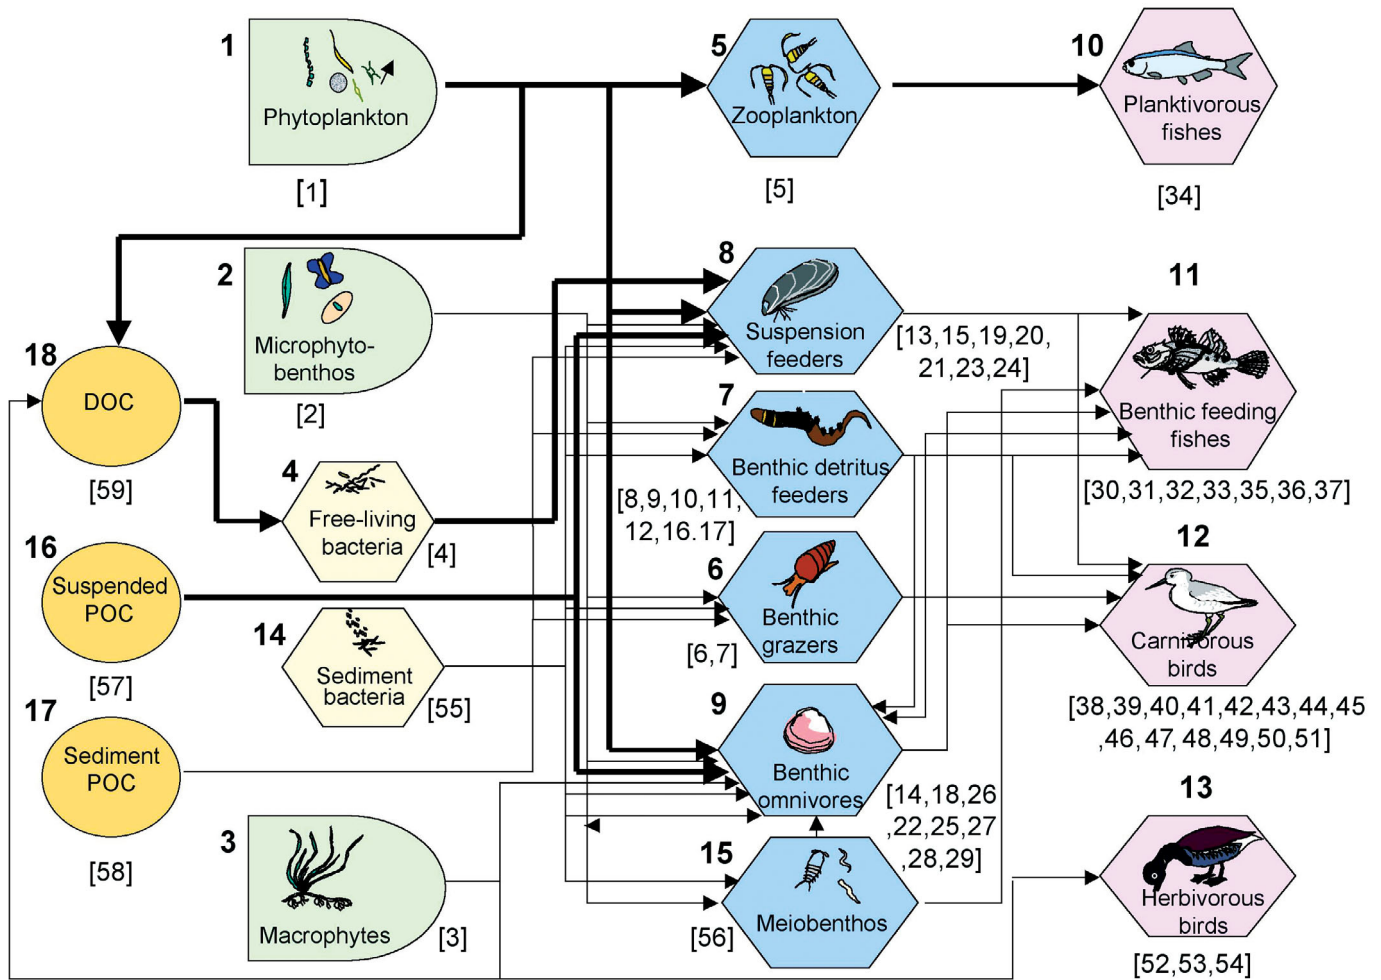 1
Phytoplankton
[1]
5
Zooplankton
[5]
10
Planktivorous
fishes
[34]
2
Microphyto-
benthos
[2]
8
Suspension
feeders
[13,15,19,20,
21,23,24]
11
Benthic feeding
fishes
[30,31,32,33,35,36,37]
18
DOC
[59]
4
Free-living
bacteria
[4]
7
Benthic detritus
feeders
[8,9,10,11,
12,16.17]
16
Suspended
POC
[57]
14
Sediment
bacteria
[55]
6
Benthic
grazers
[6,7]
12
Carnivorous
birds
[38,39,40,41,42,43,44,45
,46,47,48,49,50,51]
17
Sediment
POC
[58]
9
Benthic
omnivores
[14,18,26
,22,25,27
,28,29]
3
Macrophytes
[3]
15
Meiobenthos
[56]
13
Herbivorous
birds
[52,53,54]